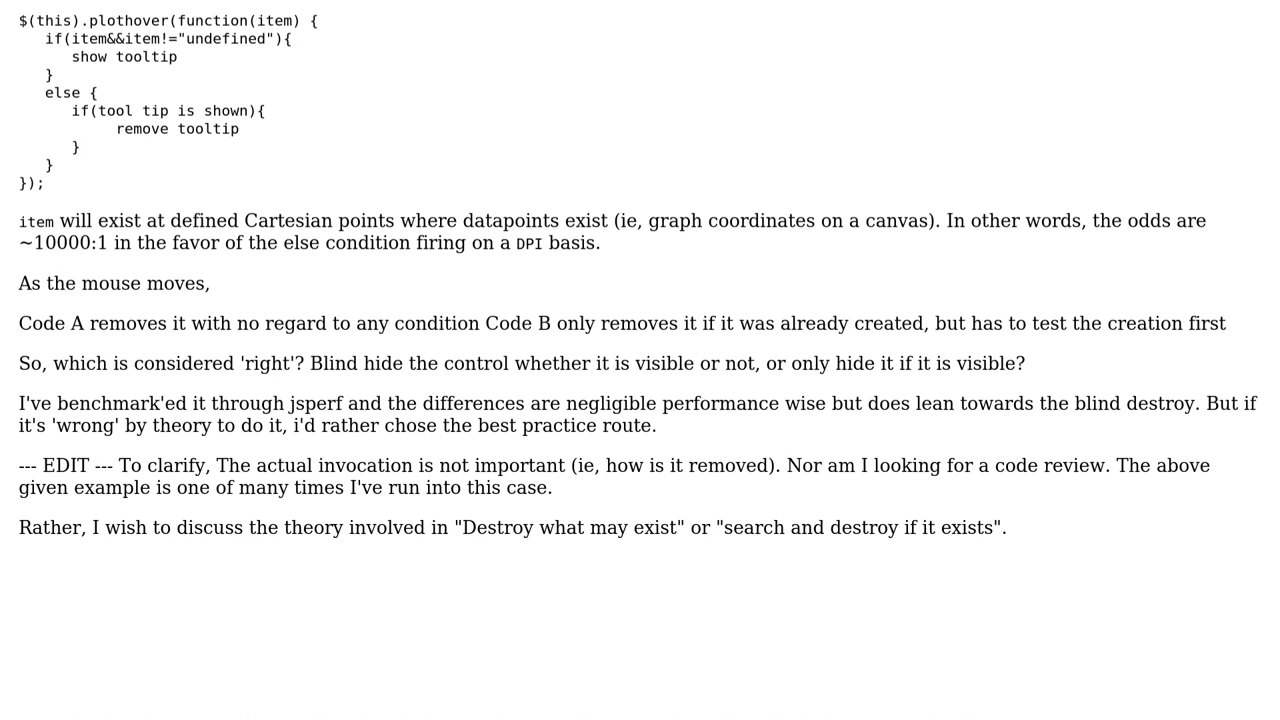 $(this).plothover(function(item) {
   if(item&&item!="undefined"){
      show tooltip
   }
   else {
      if(tool tip is shown){
           remove tooltip
      }
   }
});
item will exist at defined Cartesian points where datapoints exist (ie, graph coordinates on a canvas). In other words, the odds are
~10000:1 in the favor of the else condition firing on a DPI basis.
As the mouse moves,
Code A removes it with no regard to any condition Code B only removes it if it was already created, but has to test the creation first
So, which is considered 'right'? Blind hide the control whether it is visible or not, or only hide it if it is visible?
I've benchmark'ed it through jsperf and the differences are negligible performance wise but does lean towards the blind destroy. But if
it's 'wrong' by theory to do it, i'd rather chose the best practice route.
--- EDIT --- To clarify, The actual invocation is not important (ie, how is it removed). Nor am I looking for a code review. The above
given example is one of many times I've run into this case.
Rather, I wish to discuss the theory involved in "Destroy what may exist" or "search and destroy if it exists".